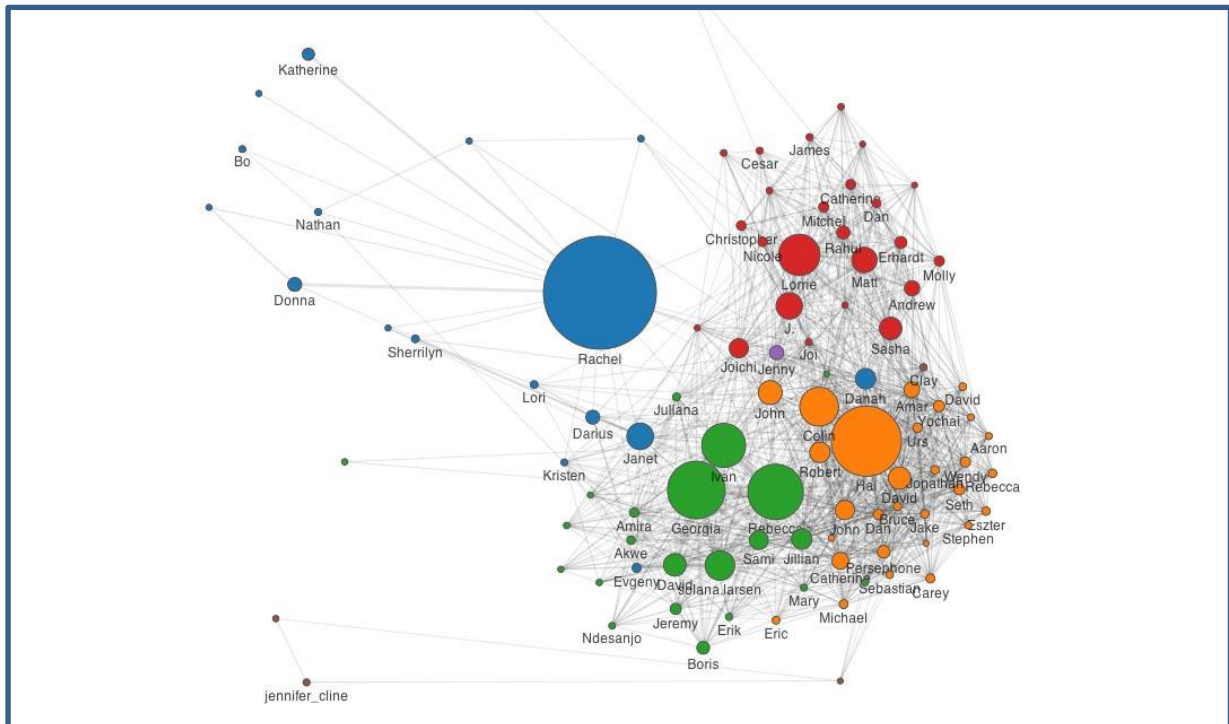 Katherine
Bo
Nathan
Donna
Sherrilyn
Rachel
Lori
Darius
Janet
Kristen
James
Cesar
Catherine
Mitchel
Dan
Christopher
Rahul
Nicole
Erhardt
Lorrie
Matt
Molly
Andrew
J.
Sasha
Joi
Joichi
Jenny
Clay
Juliana
John
Danah
Amar
David
Yochai
Colin
Urs
Aaron
Ivan
Robert
Hal
Jonathan
Wendy
David
Rebecca
Georgia
Rebecca
Bruce
Seth
Amira
John
Dan
Jake
Eszter
Stephen
Akwe
Sami
Jillian
Evgeny
David
solana.larsen
Catherine
Persephone
Sebastian
Carey
Mary
Michael
Jeremy
Erik
Eric
Ndesanjo
Boris
jennifer_cline